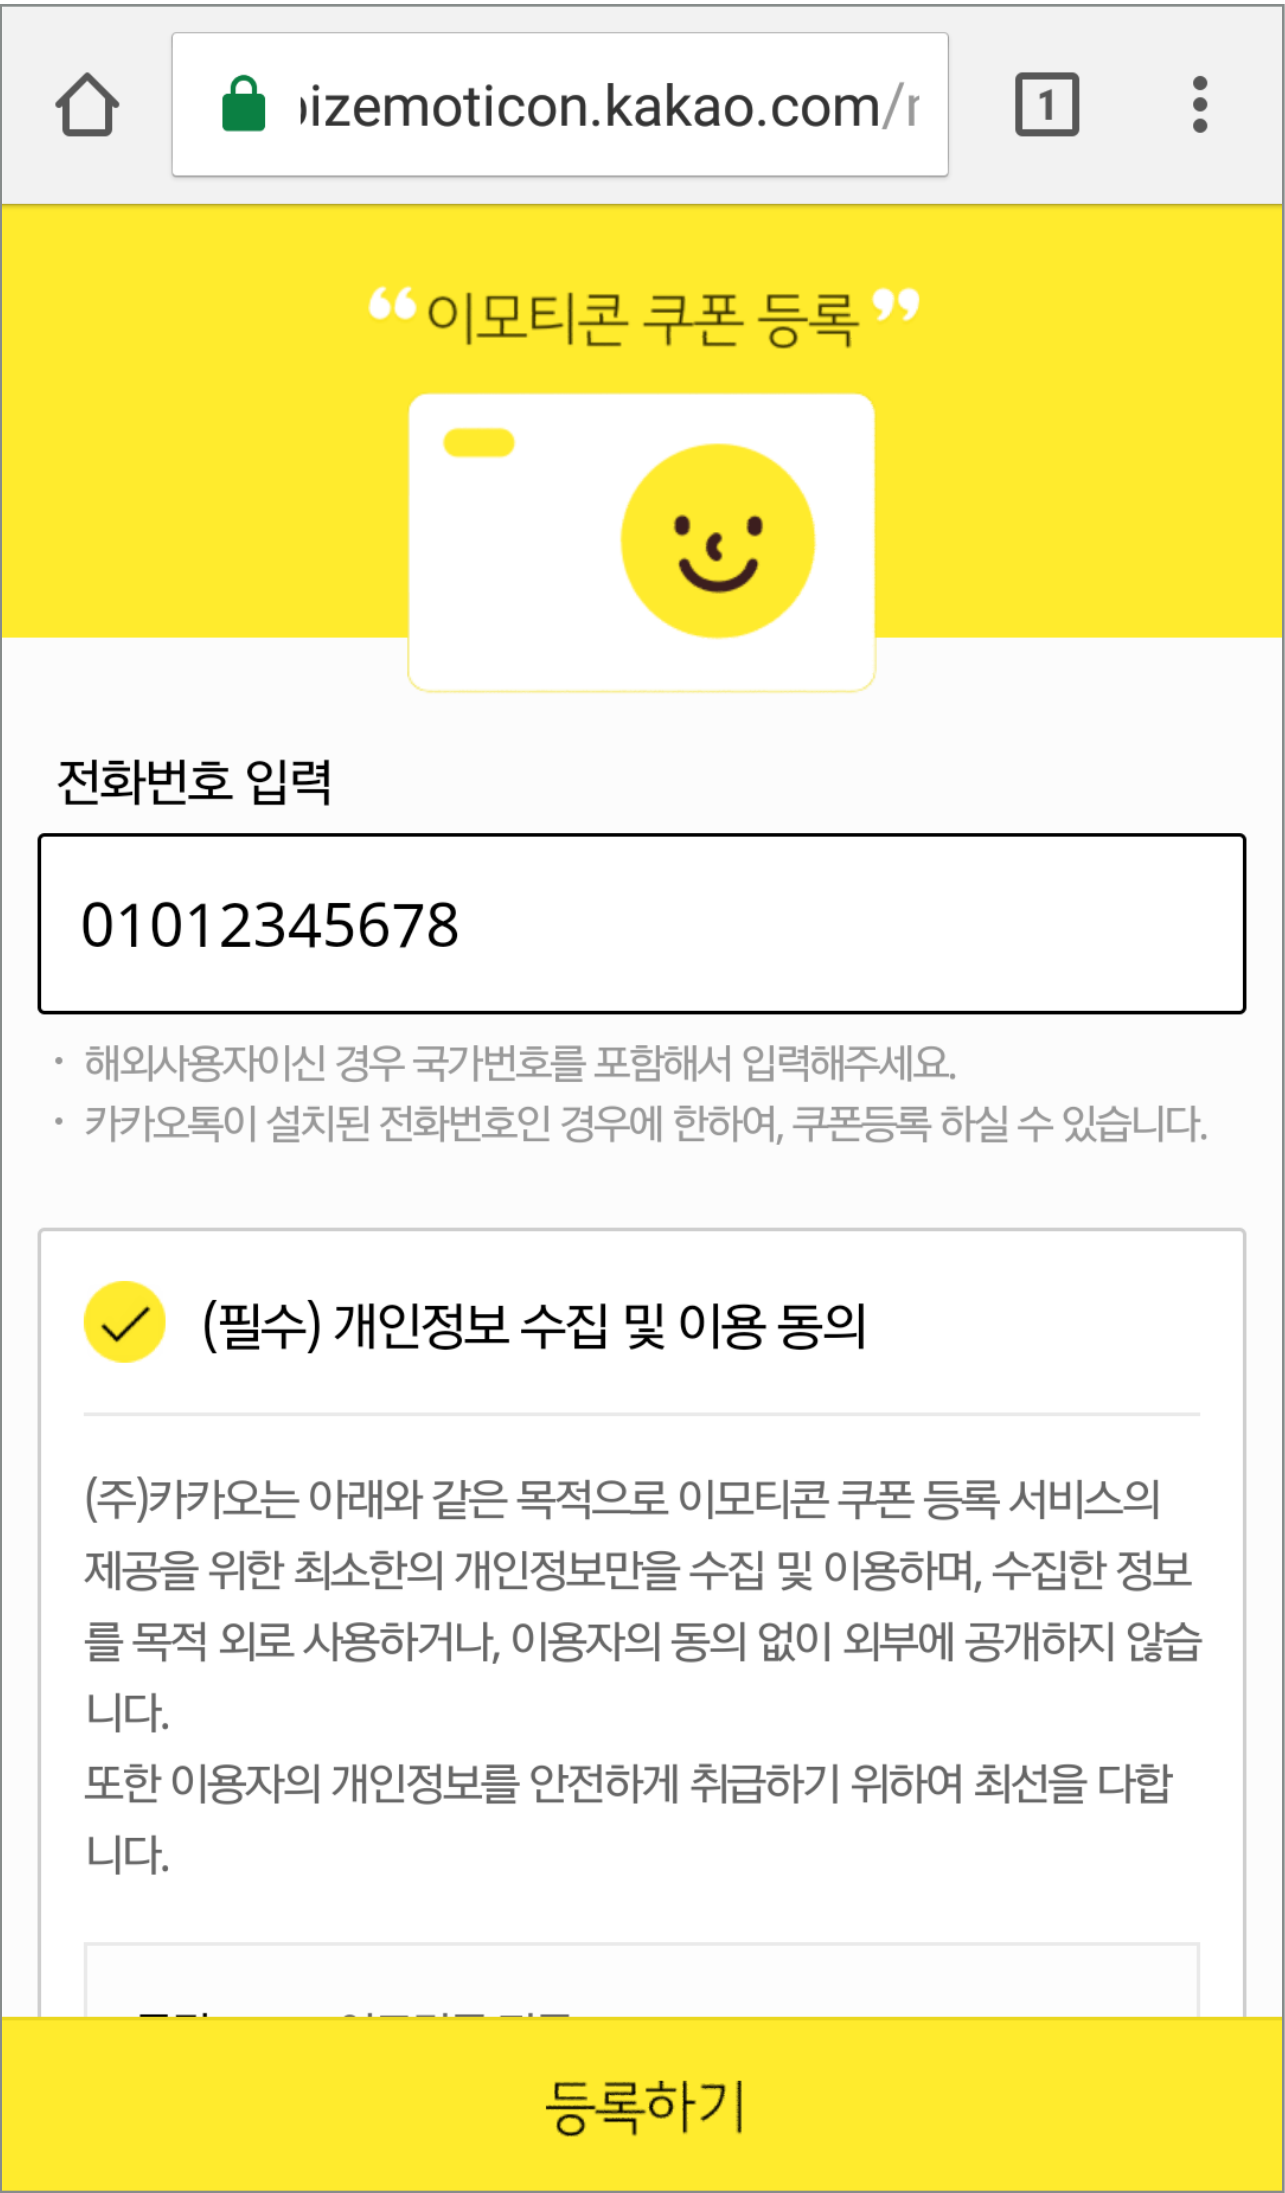 izemoticon.kakao.com/
1
“이모티콘 쿠폰 등록”
전화번호 입력
01012345678
· 해외사용자이신 경우 국가번호를 포함해서 입력해주세요.
· 카카오톡이 설치된 전화번호인 경우에 한하여, 쿠폰등록 하실 수 있습니다.
(필수) 개인정보 수집 및 이용 동의
(주)카카오는 아래와 같은 목적으로 이모티콘 쿠폰 등록 서비스의
제공을 위한 최소한의 개인정보만을 수집 및 이용하며, 수집한 정보
를 목적 외로 사용하거나, 이용자의 동의 없이 외부에 공개하지 않습
니다.
또한 이용자의 개인정보를 안전하게 취급하기 위하여 최선을 다합
니다.
등록하기